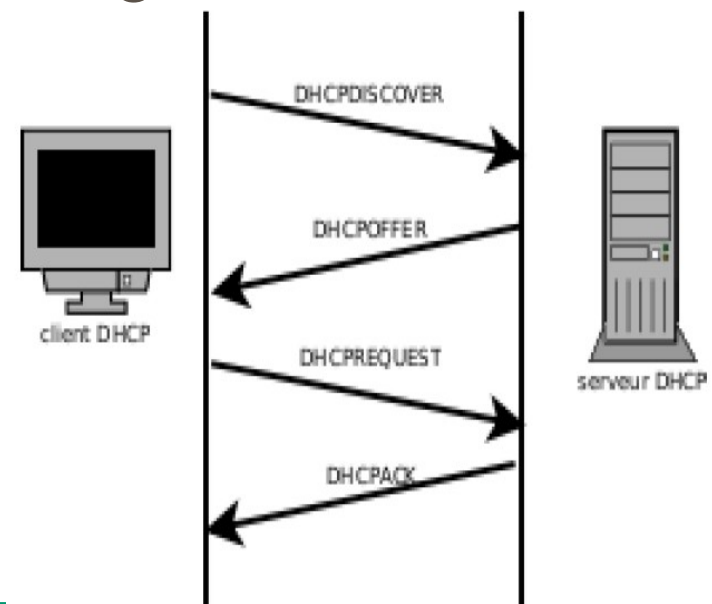 DHCPDISCOVER
DHCPOFFER
client DHCP
DHCPREQUEST
serveur DHCP
DHCPACK